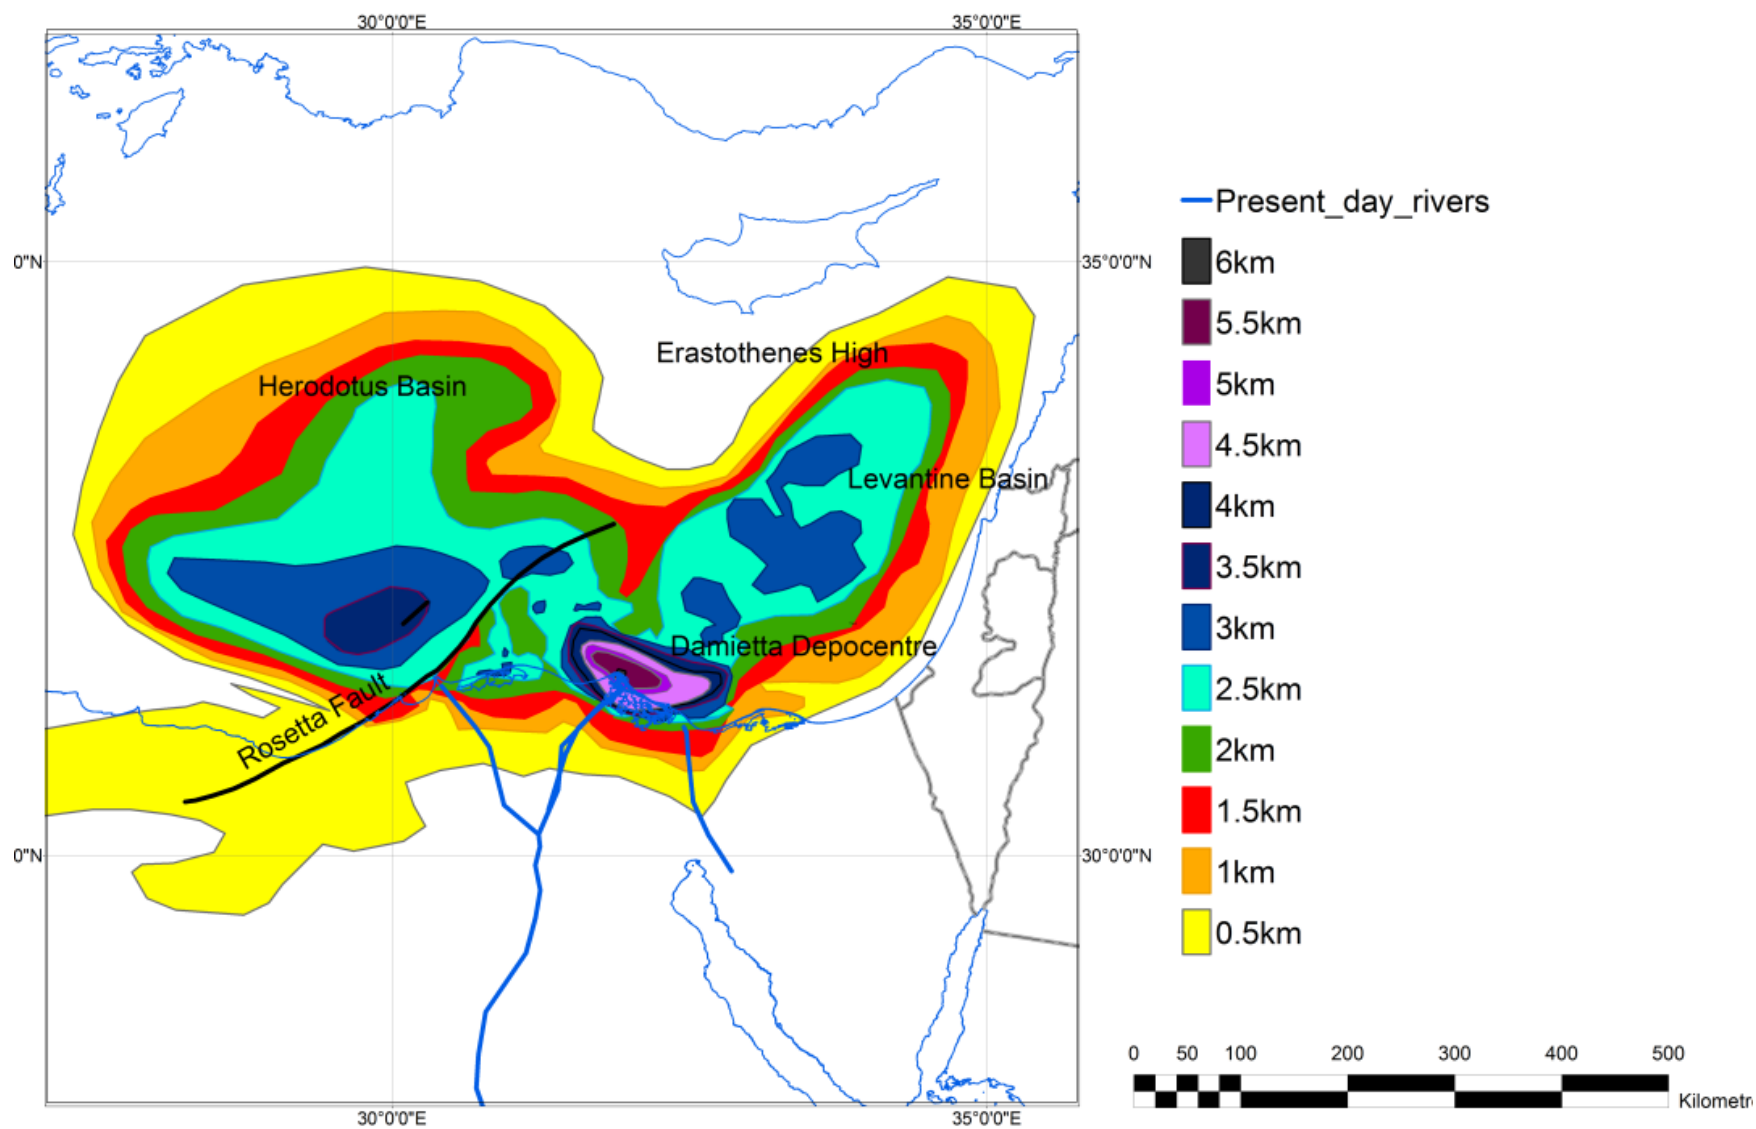 30°0'0"E 35°0'0"E
0"N 35°0'0"N
Erastothenes High
Herodotus Basin
Levantine Basin
Damietta Depocentre
Rosetta Fault
0"N 30°0'0"N
30°0'0"E 35°0'0"E
Present_day_rivers
6km
5.5km
5km
4.5km
4km
3.5km
3km
2.5km
2km
1.5km
1km
0.5km
0 50 100 200 300 400 500
Kilometre